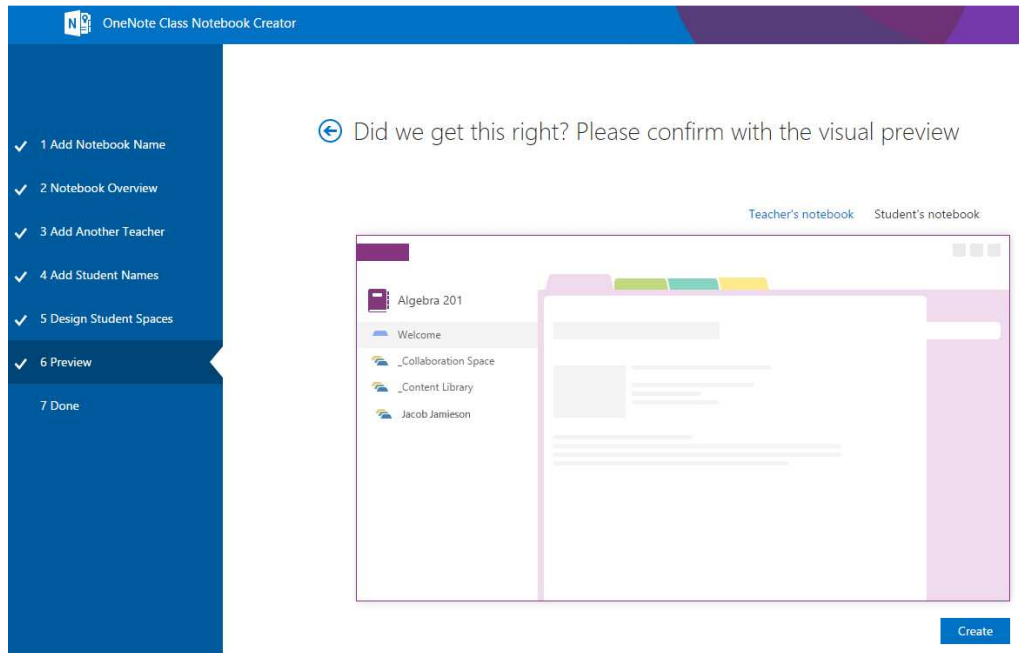 OneNote Class Notebook Creator
1 Add Notebook Name
2 Notebook Overview
3 Add Another Teacher
4 Add Student Names
5 Design Student Spaces
6 Preview
7 Done
Did we get this right? Please confirm with the visual preview
Teacher's notebook Student's notebook
Algebra 201
Welcome
_Collaboration Space
_Content Library
Jacob Jamieson
Create